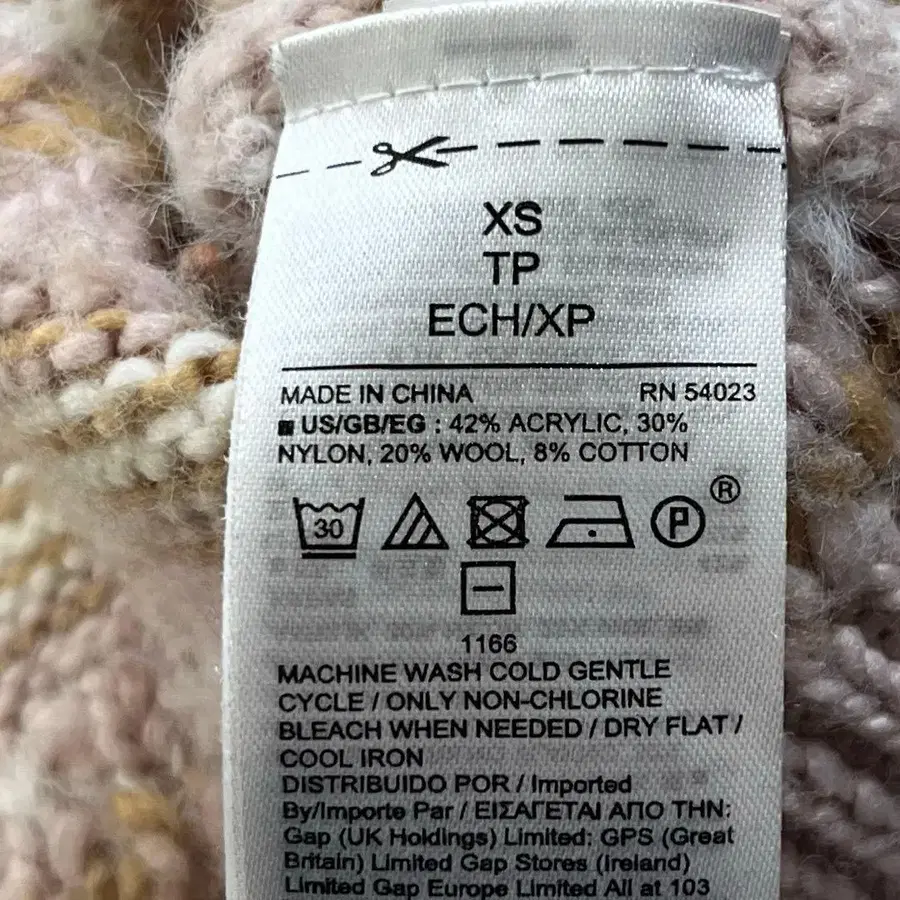 XS
TP
ECH/XP
MADE IN CHINA RN 54023
US/GB/EG : 42% ACRYLIC, 30%
NYLON, 20% WOOL, 8% COTTON
30 P ®
1166
MACHINE WASH COLD GENTLE
CYCLE / ONLY NON-CHLORINE
BLEACH WHEN NEEDED / DRY FLAT /
COOL IRON
DISTRIBUIDO POR / Imported
By/Importe Par / ΕΙΣΑΓΕΤΑΙ ΑΠΟ ΤΗΝ:
Gap (UK Holdings) Limited: GPS (Great
Britain) Limited Gap Stores (Ireland)
Limited Gap Europe Limited All at 103